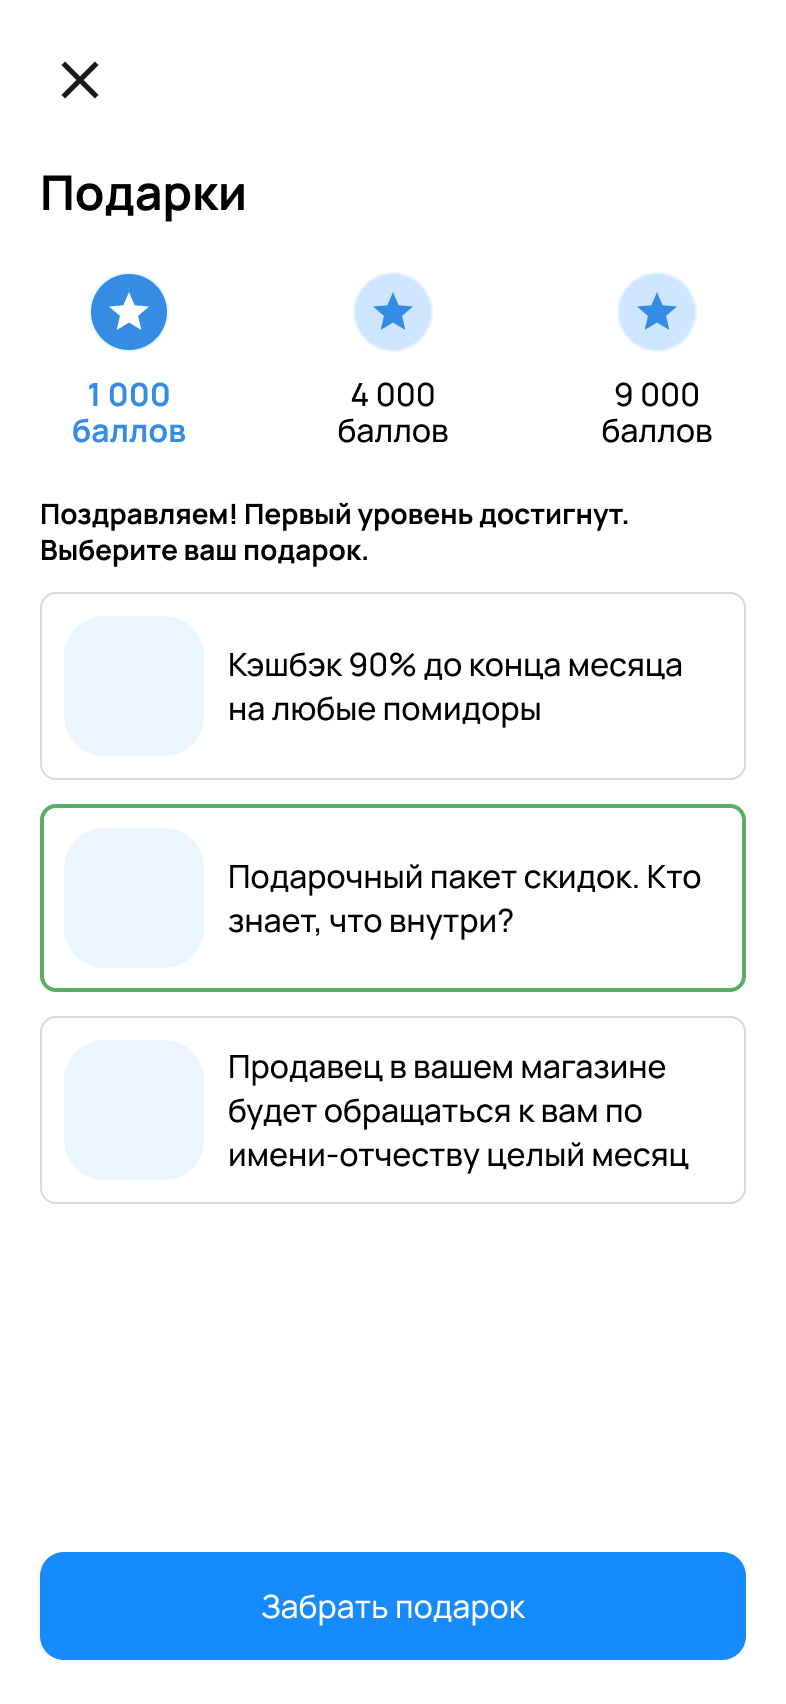 Подарки
1 000
баллов
4 000
баллов
9 000
баллов
Поздравляем! Первый уровень достигнут.
Выберите ваш подарок.
Кэшбэк 90% до конца месяца
на любые помидоры
Подарочный пакет скидок. Кто
знает, что внутри?
Продавец в вашем магазине
будет обращаться к вам по
имени-отчеству целый месяц
Забрать подарок